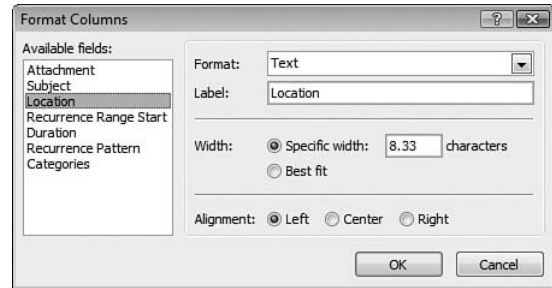 Format Columns
Available fields:
Attachment
Subject
Location
Recurrence Range Start
Duration
Recurrence Pattern
Categories
Format: Text
Label: Location
Width: Specific width: 8.33 characters
Best fit
Alignment: Left Center Right
OK Cancel